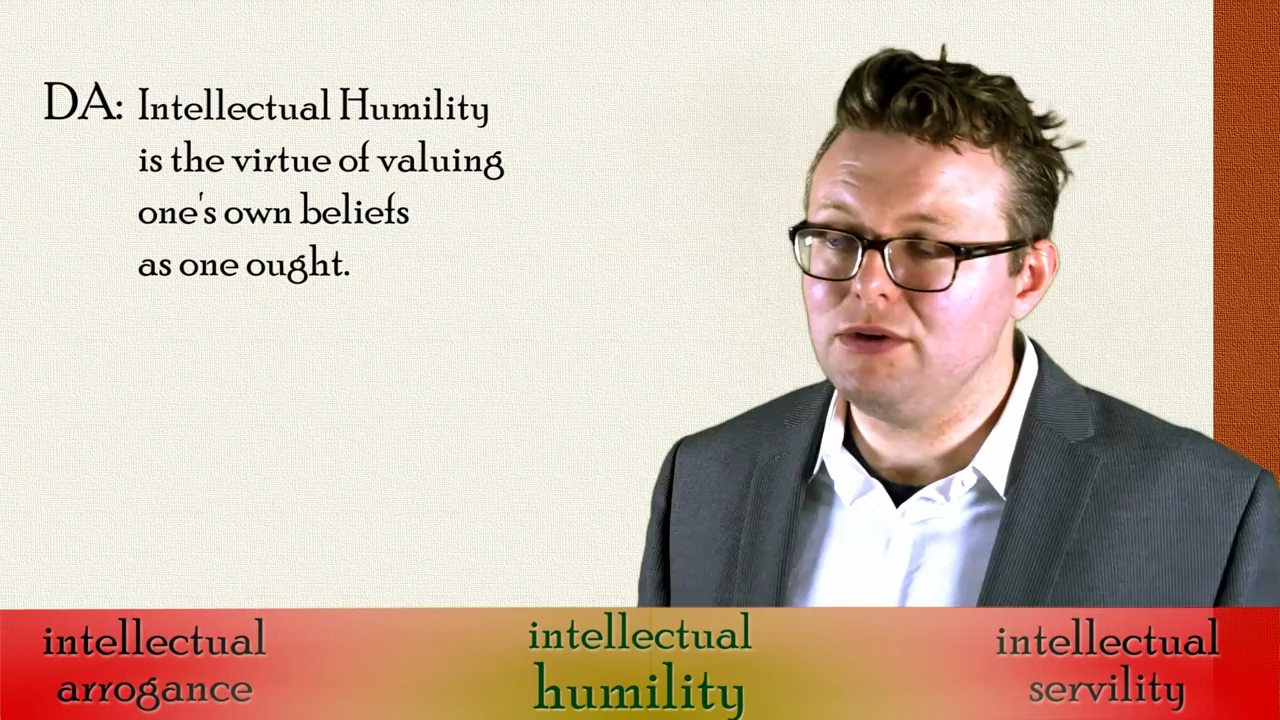 DA: Intellectual Humility
is the virtue of valuing
one's own beliefs
as one ought.
intellectual
arrogance
intellectual
humility
intellectual
servility